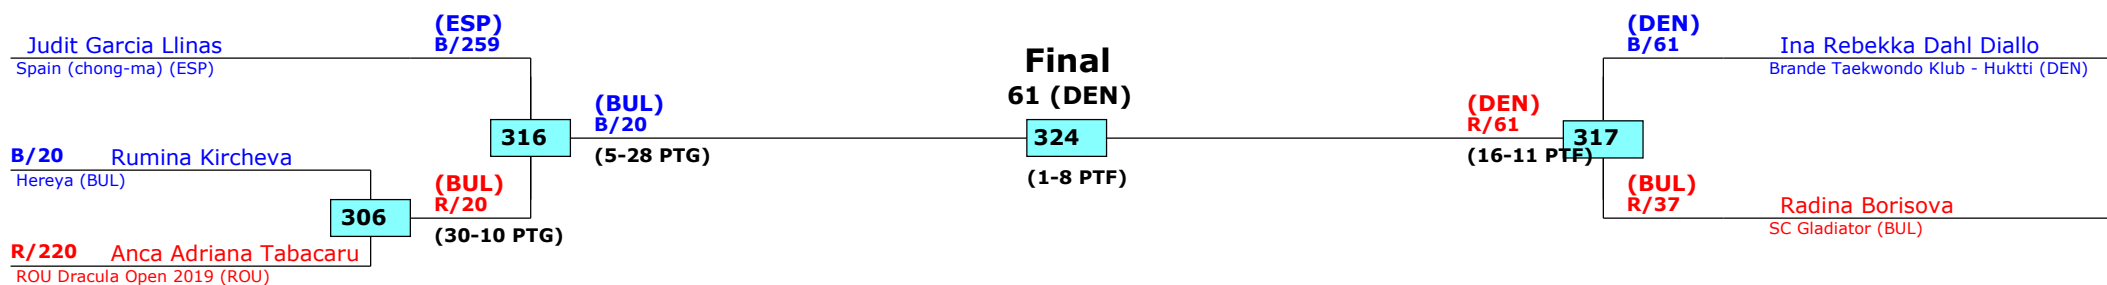 (ESP)
B/259
Judit Garcia Llinas
Spain (chong-ma) (ESP)
316
(BUL)
B/20
(5-28 PTG)
B/20
Rumina Kircheva
Hereya (BUL)
306
(BUL)
R/20
(30-10 PTG)
R/220
Anca Adriana Tabacaru
ROU Dracula Open 2019 (ROU)
Final
61 (DEN)
324
(1-8 PTF)
(DEN)
R/61
(16-11 PTF)
317
(DEN)
B/61
Ina Rebekka Dahl Diallo
Brande Taekwondo Klub - Huktti (DEN)
(BUL)
R/37
Radina Borisova
SC Gladiator (BUL)